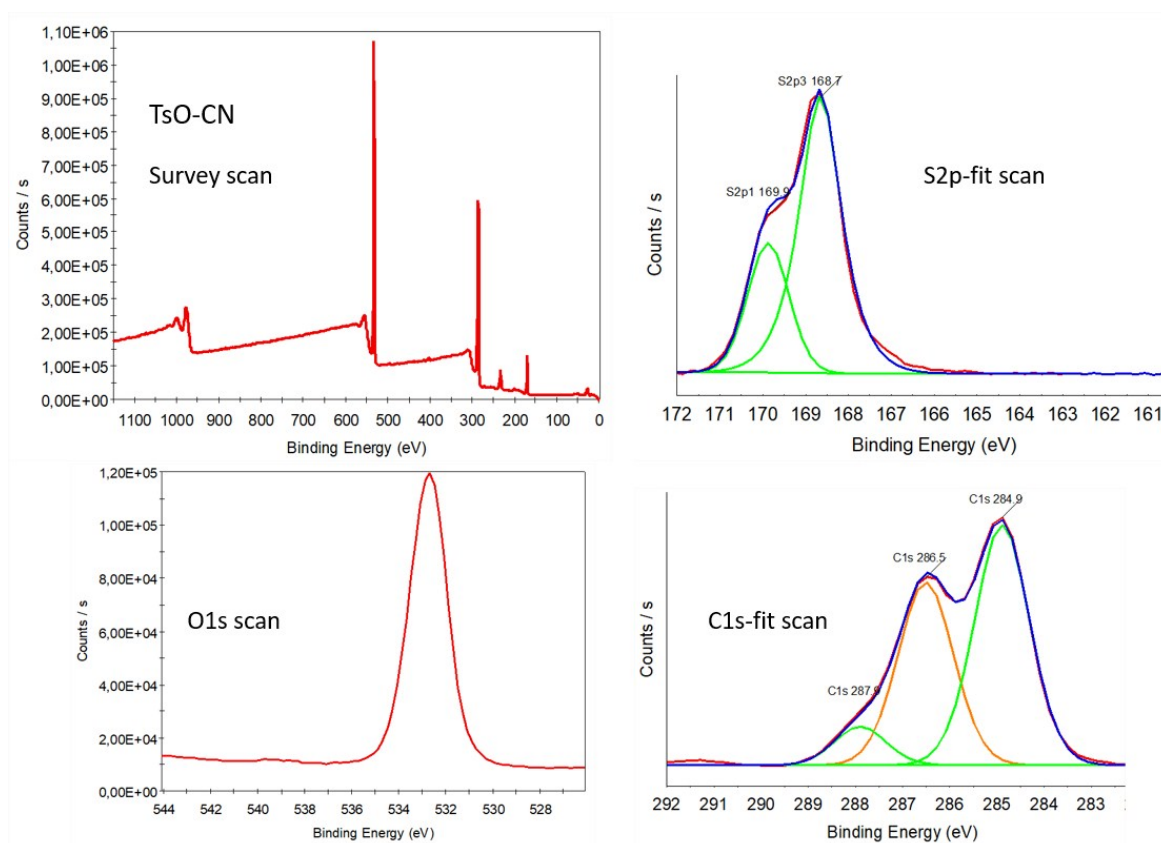 1,10E+06
1,00E+06
9,00E+05
8,00E+05
7,00E+05
6,00E+05
5,00E+05
4,00E+05
3,00E+05
2,00E+05
1,00E+05
0,00E+00
Counts / s
TsO-CN
Survey scan
1100 1000 900 800 700 600 500 400 300 200 100 0
Binding Energy (eV)
S2p3 168.7
S2p1 169.9
S2p-fit scan
Counts / s
172 171 170 169 168 167 166 165 164 163 162 161
Binding Energy (eV)
1,20E+05
1,00E+05
8,00E+04
6,00E+04
4,00E+04
2,00E+04
0,00E+00
Counts / s
O1s scan
544 542 540 538 536 534 532 530 528
Binding Energy (eV)
C1s 284.9
C1s 286.5
C1s 287.9
C1s-fit scan
Counts / s
292 291 290 289 288 287 286 285 284 283
Binding Energy (eV)